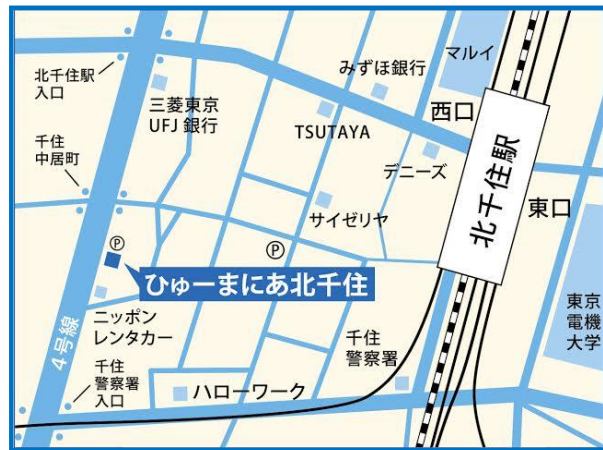 マルイ
みずほ銀行
北千住駅
入口
西口
三菱東京
UFJ 銀行
TSUTAYA
千住
中居町
デニーズ
北千住駅
東口
サイゼリヤ
P
P
ひゅーまにあ北千住
ニッポン
レンタカー
東京
電機
大学
4号線
千住
警察署
千住
警察署
入口
ハローワーク